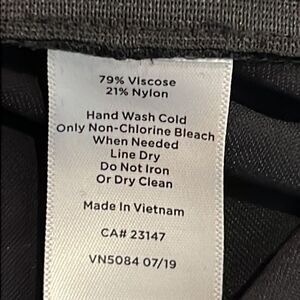 79% Viscose
21% Nylon
Hand Wash Cold
Only Non-Chlorine Bleach
When Needed
Line Dry
Do Not Iron
Or Dry Clean
Made In Vietnam
CA# 23147
VN5084 07/19